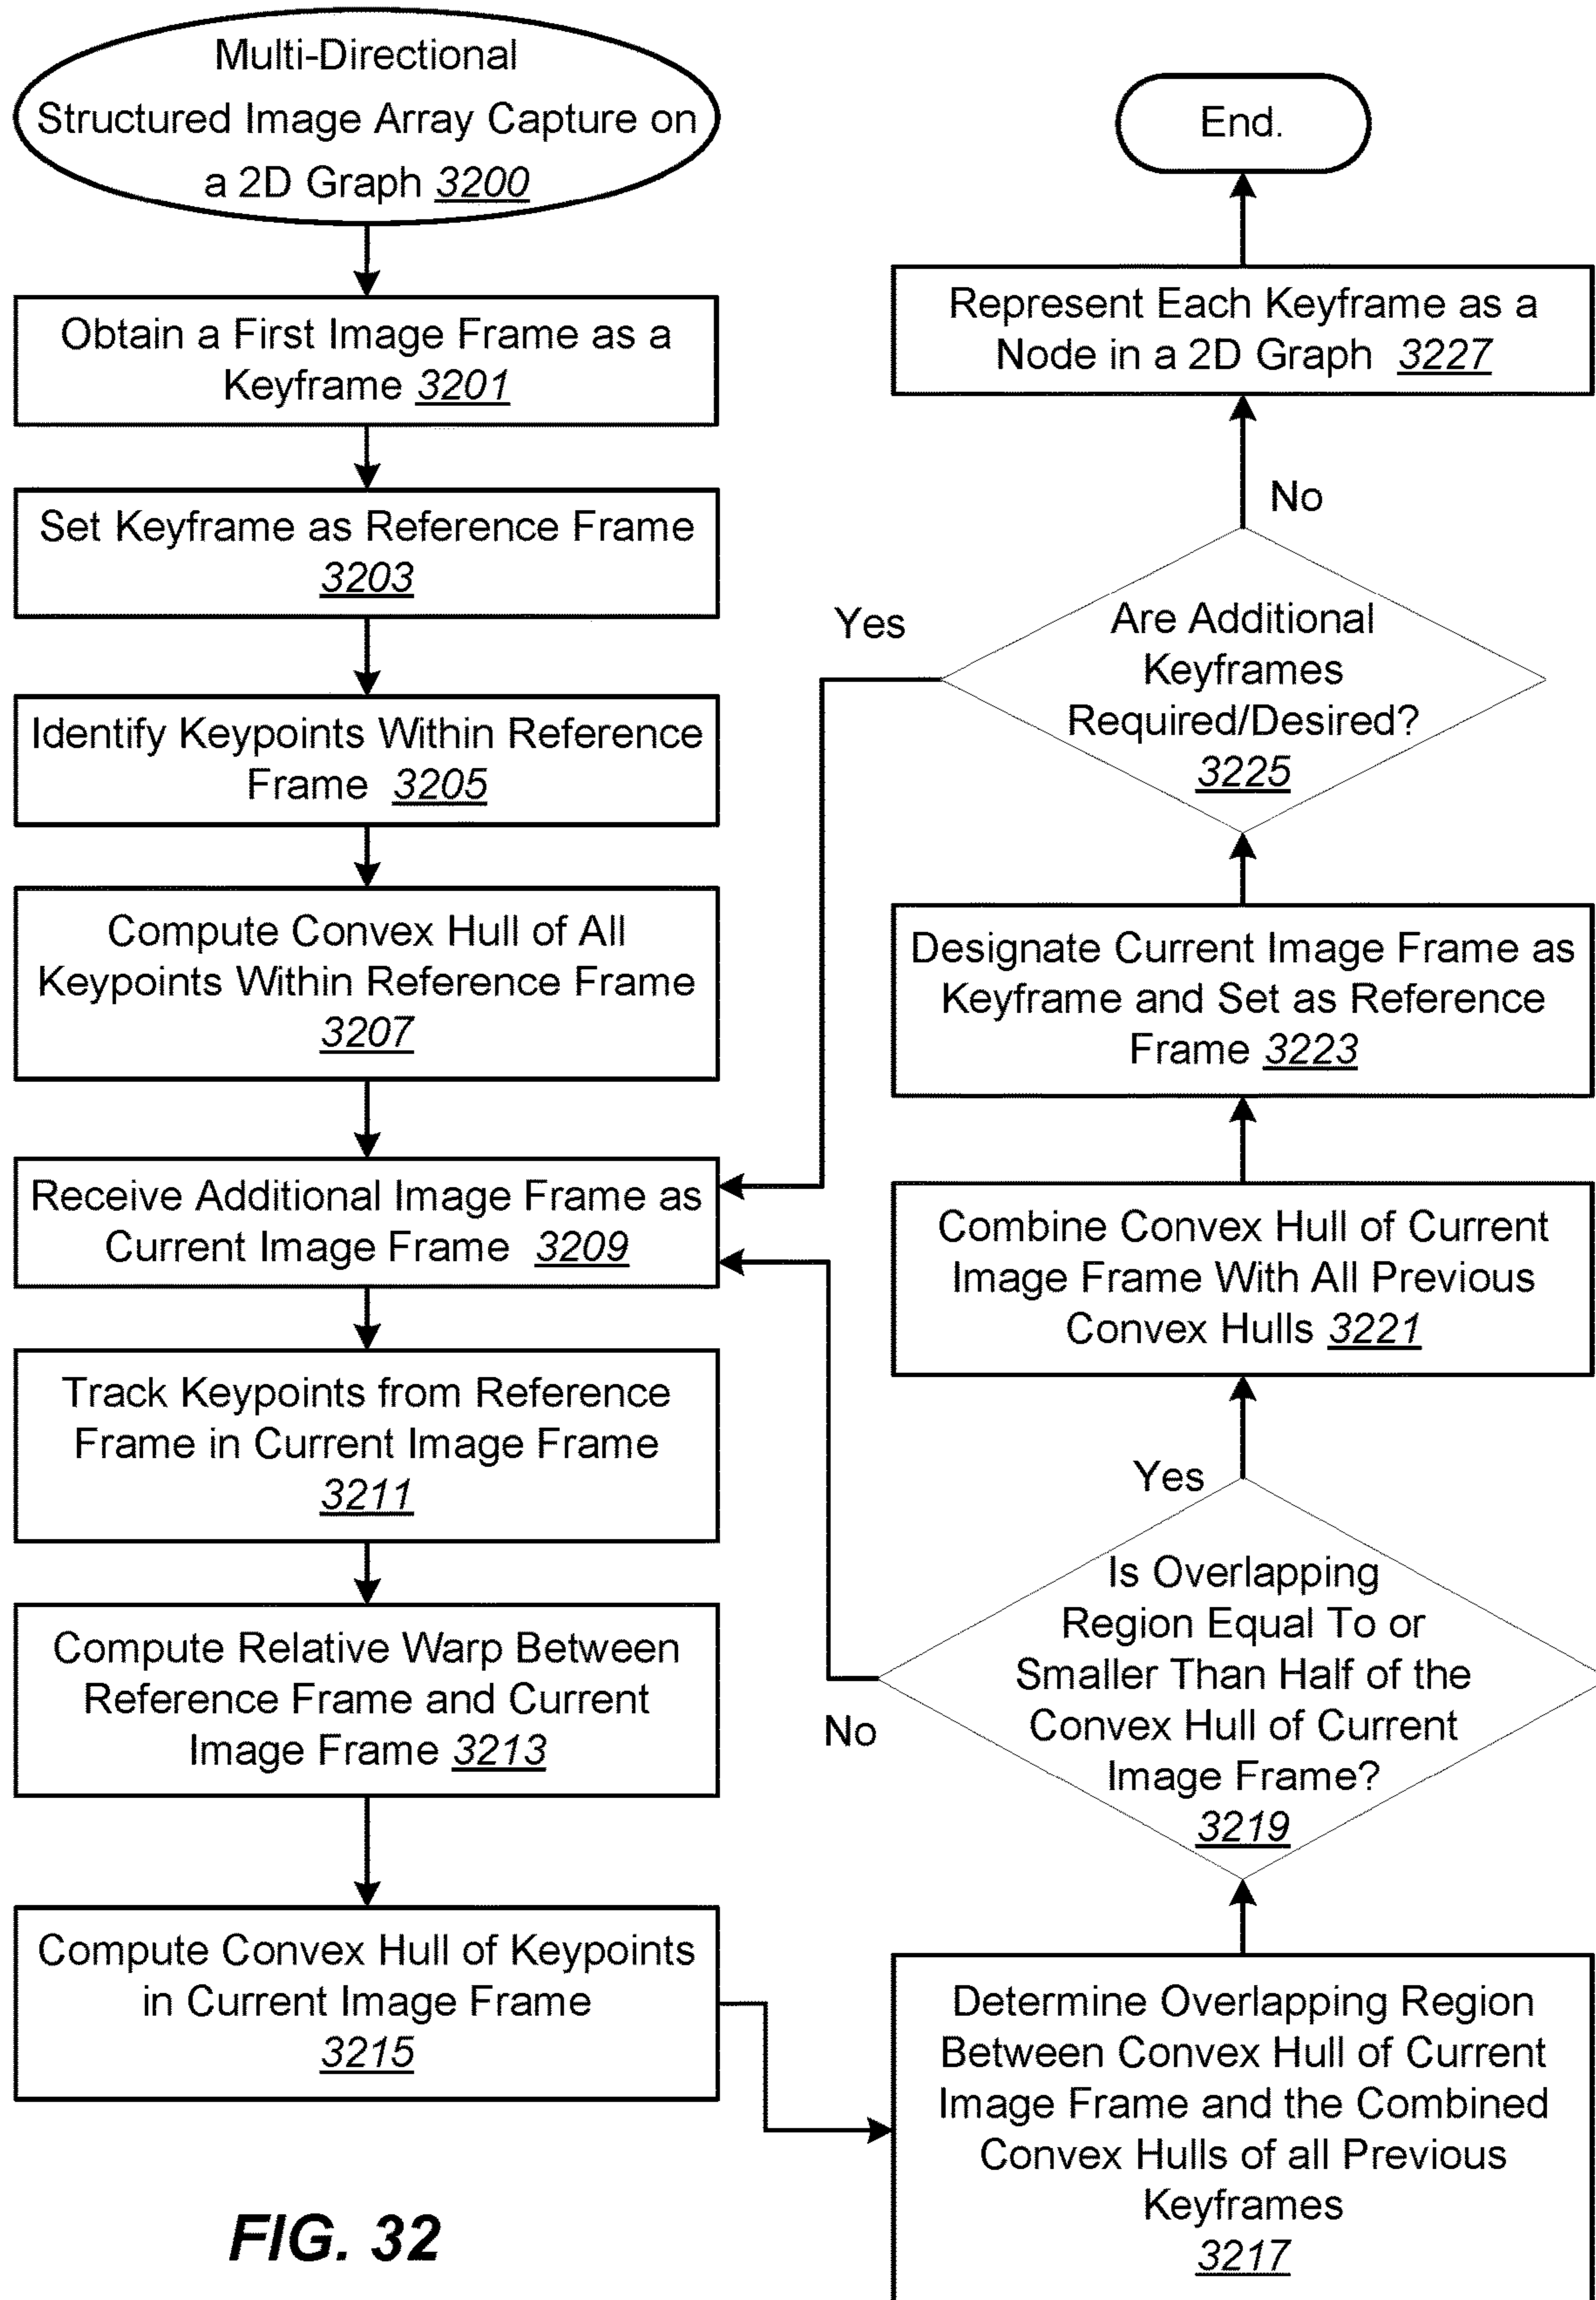 Multi-Directional
Structured Image Array Capture on
a 2D Graph 3200
Obtain a First Image Frame as a
Keyframe 3201
Set Keyframe as Reference Frame
3203
Identify Keypoints Within Reference
Frame 3205
Compute Convex Hull of All
Keypoints Within Reference Frame
3207
Receive Additional Image Frame as
Current Image Frame 3209
Track Keypoints from Reference
Frame in Current Image Frame
3211
Compute Relative Warp Between
Reference Frame and Current
Image Frame 3213
Compute Convex Hull of Keypoints
in Current Image Frame
3215
Determine Overlapping Region
Between Convex Hull of Current
Image Frame and the Combined
Convex Hulls of all Previous
Keyframes
3217
Is Overlapping
Region Equal To or
Smaller Than Half of the
Convex Hull of Current
Image Frame?
3219
No
Yes
Combine Convex Hull of Current
Image Frame With All Previous
Convex Hulls 3221
Designate Current Image Frame as
Keyframe and Set as Reference
Frame 3223
Are Additional
Keyframes
Required/Desired?
3225
Yes
No
Represent Each Keyframe as a
Node in a 2D Graph 3227
End.
FIG. 32